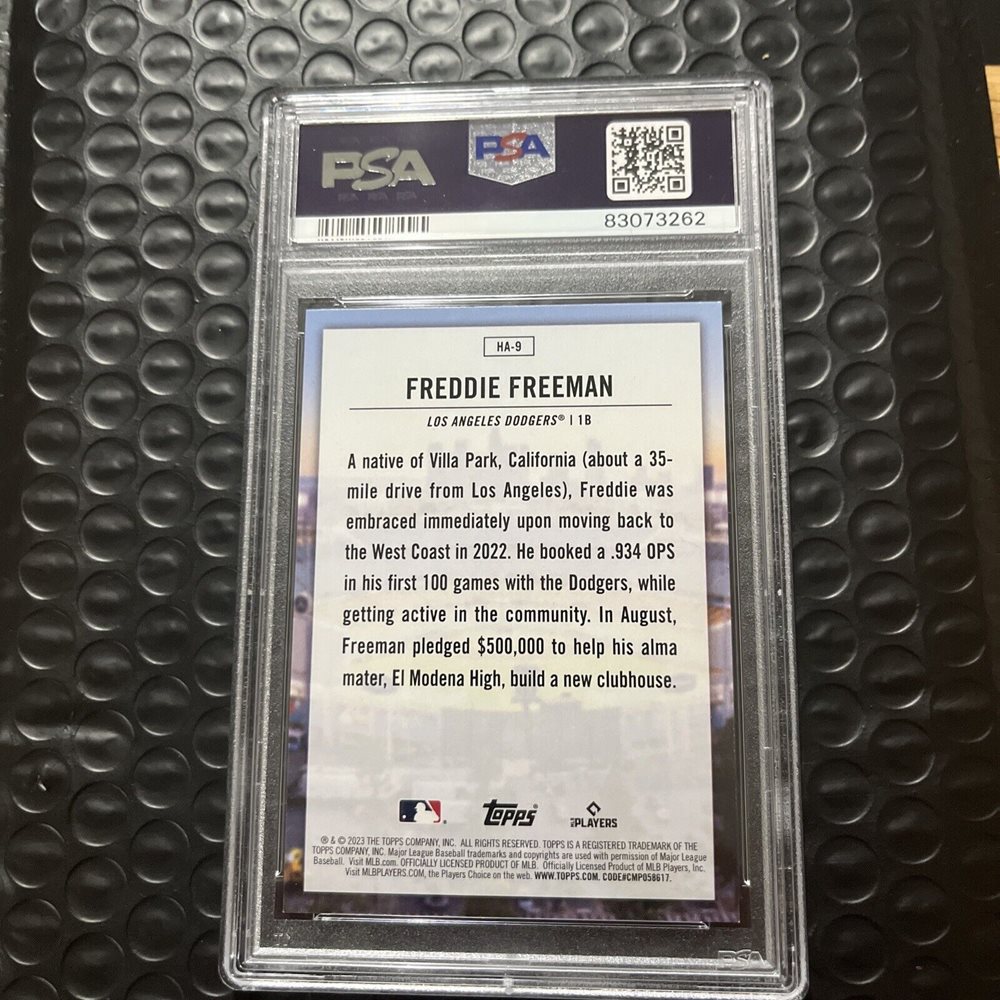 PSA
PSA
83073262
HA-9
FREDDIE FREEMAN
LOS ANGELES DODGERS® | 1B
A native of Villa Park, California (about a 35-
mile drive from Los Angeles), Freddie was
embraced immediately upon moving back to
the West Coast in 2022. He booked a .934 OPS
in his first 100 games with the Dodgers, while
getting active in the community. In August,
Freeman pledged $500,000 to help his alma
mater, El Modena High, build a new clubhouse.
topps®
PLAYERS
® & © 2023 THE TOPPS COMPANY, INC. ALL RIGHTS RESERVED. TOPPS IS A REGISTERED TRADEMARK OF THE
TOPPS COMPANY, INC. Major League Baseball trademarks and copyrights are used with permission of Major League
Baseball. Visit MLB.com. OFFICIALLY LICENSED PRODUCT OF MLB. Officially Licensed Product of MLB Players, Inc.
Visit MLBPLAYERS.COM, the Players Choice on the web. WWW.TOPPS.COM. CODE#CMP058617.
PSA